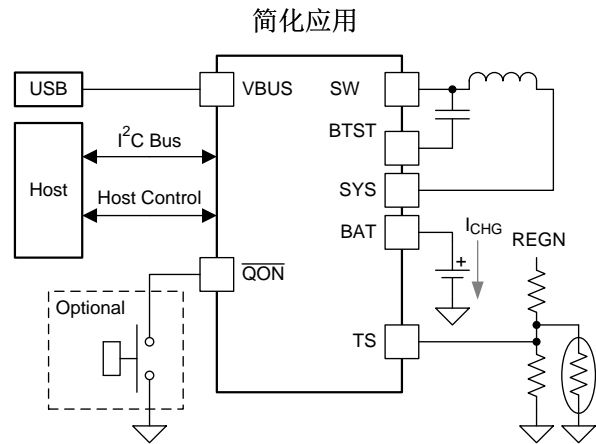 简化应用
USB
VBUS
SW
BTST
I²C Bus
Host
Host Control
SYS
BAT
I_CHG
REGN
+
QON
Optional
TS